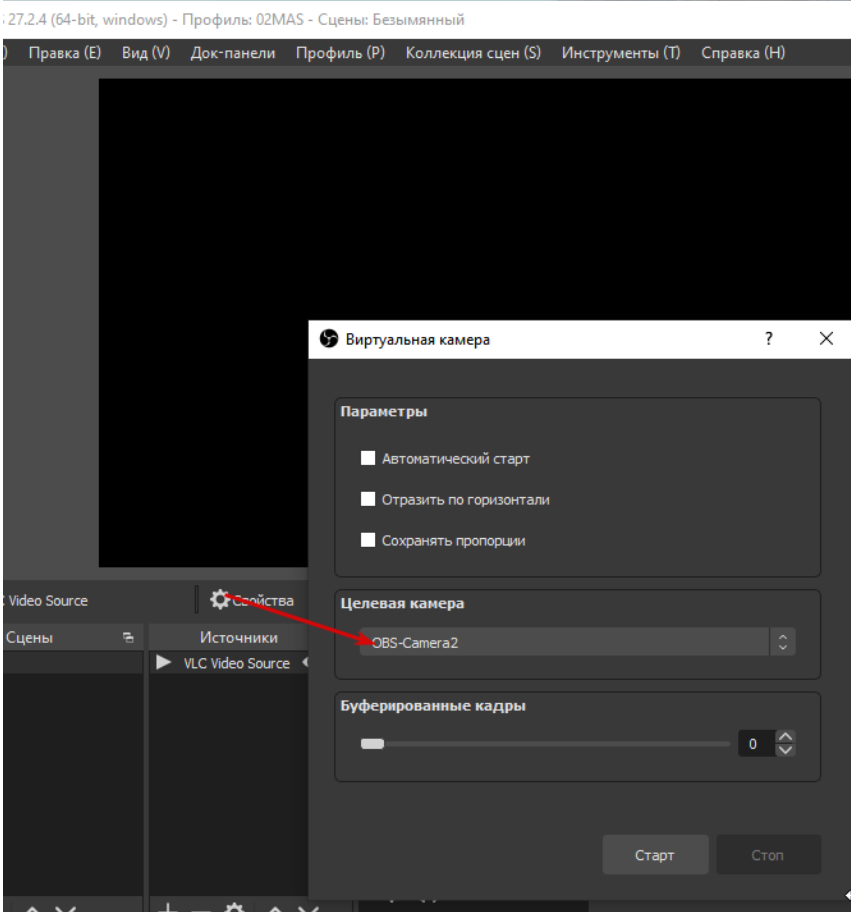 27.2.4 (64-bit, windows) - Профиль: 02MAS - Сцены: Безымянный
) Правка (E) Вид (V) Док-панели Профиль (P) Коллекция сцен (S) Инструменты (T) Справка (H)
Виртуальная камера ?
Параметры
Автоматический старт
Отразить по горизонтали
Сохранять пропорции
Video Source Свойства
Целевая камера
Сцены Источники
OBS-Camera2
VLC Video Source
Буферированные кадры
0
Старт Стоп